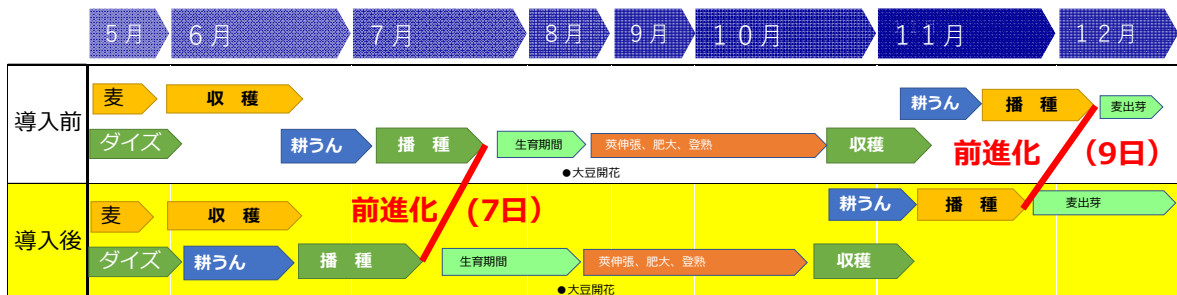 5月 6月 7月 8月 9月 10月 11月 12月
導入前
麦 収 穫 耕うん 播 種 麦出芽
ダイズ 耕うん 播 種 生育期間 莢伸張、肥大、登熟 収穫 前進化 (9日)
●大豆開花
導入後
麦 収 穫 前進化 (7日) 耕うん 播 種 麦出芽
ダイズ 耕うん 播 種 生育期間 莢伸張、肥大、登熟 収穫
●大豆開花